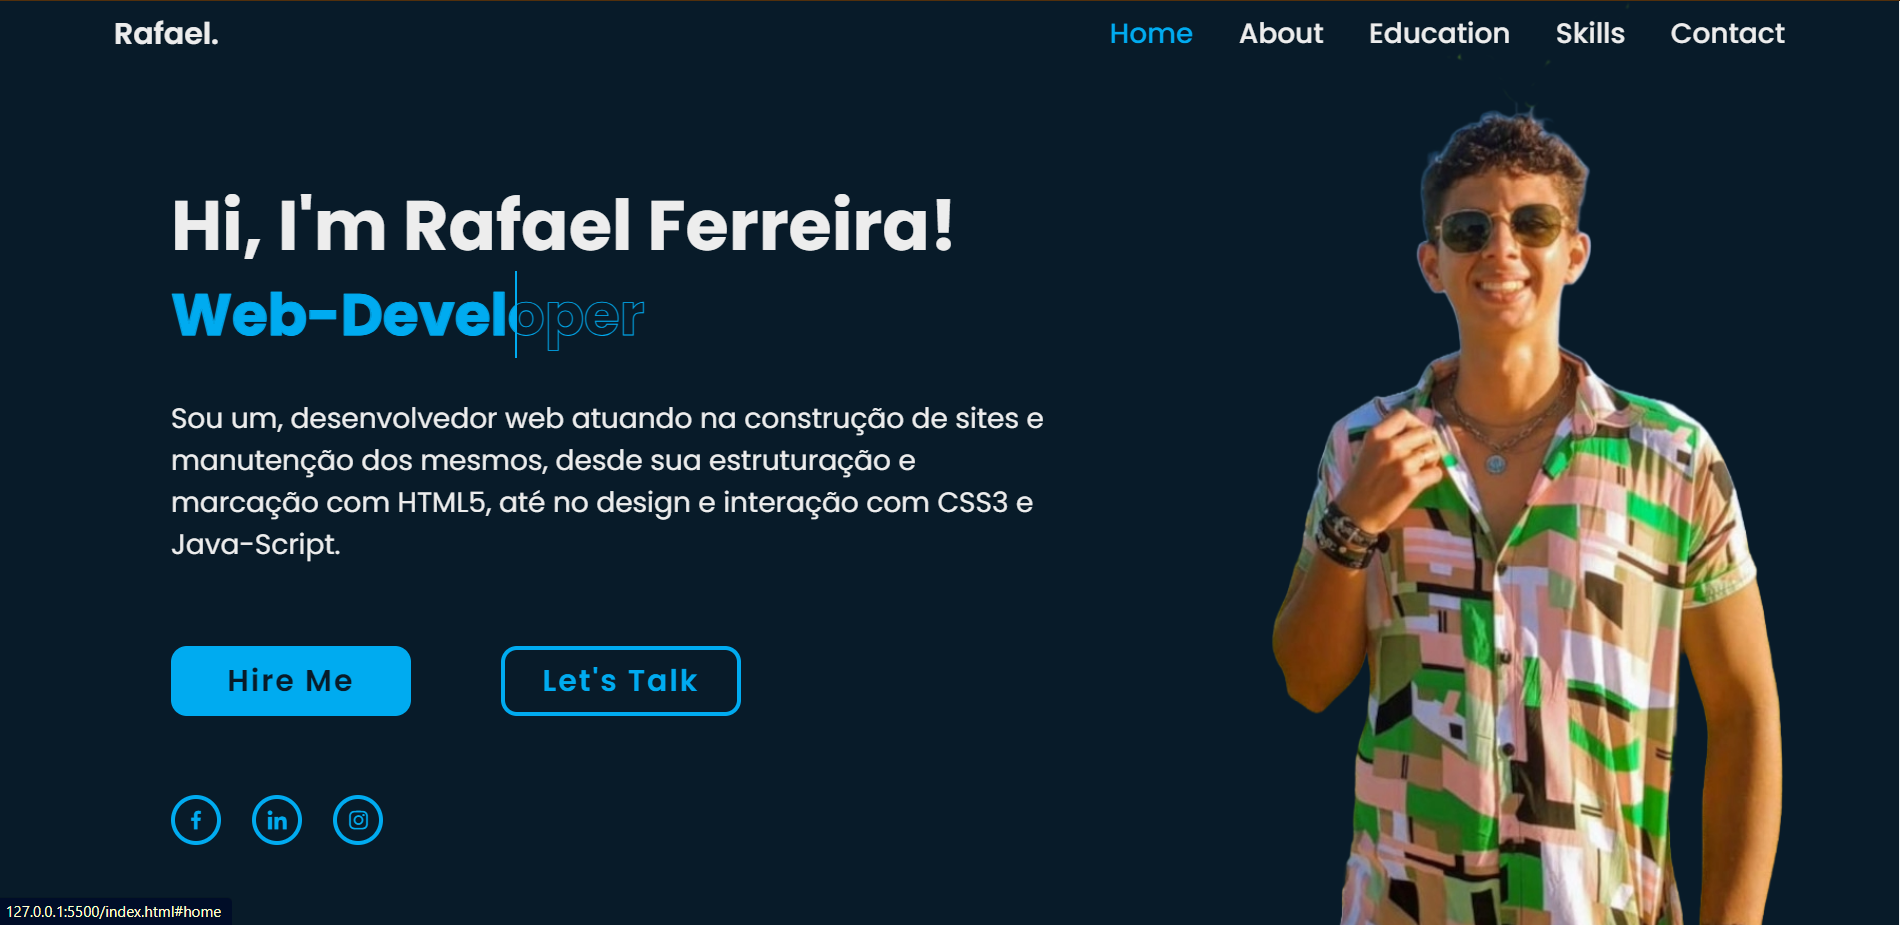 Rafael.
Home About Education Skills Contact
Hi, I'm Rafael Ferreira!
Web-Developer
Sou um, desenvolvedor web atuando na construção de sites e
manutenção dos mesmos, desde sua estruturação e
marcação com HTML5, até no design e interação com CSS3 e
Java-Script.
Hire Me
Let's Talk
127.0.0.1:5500/index.html#home